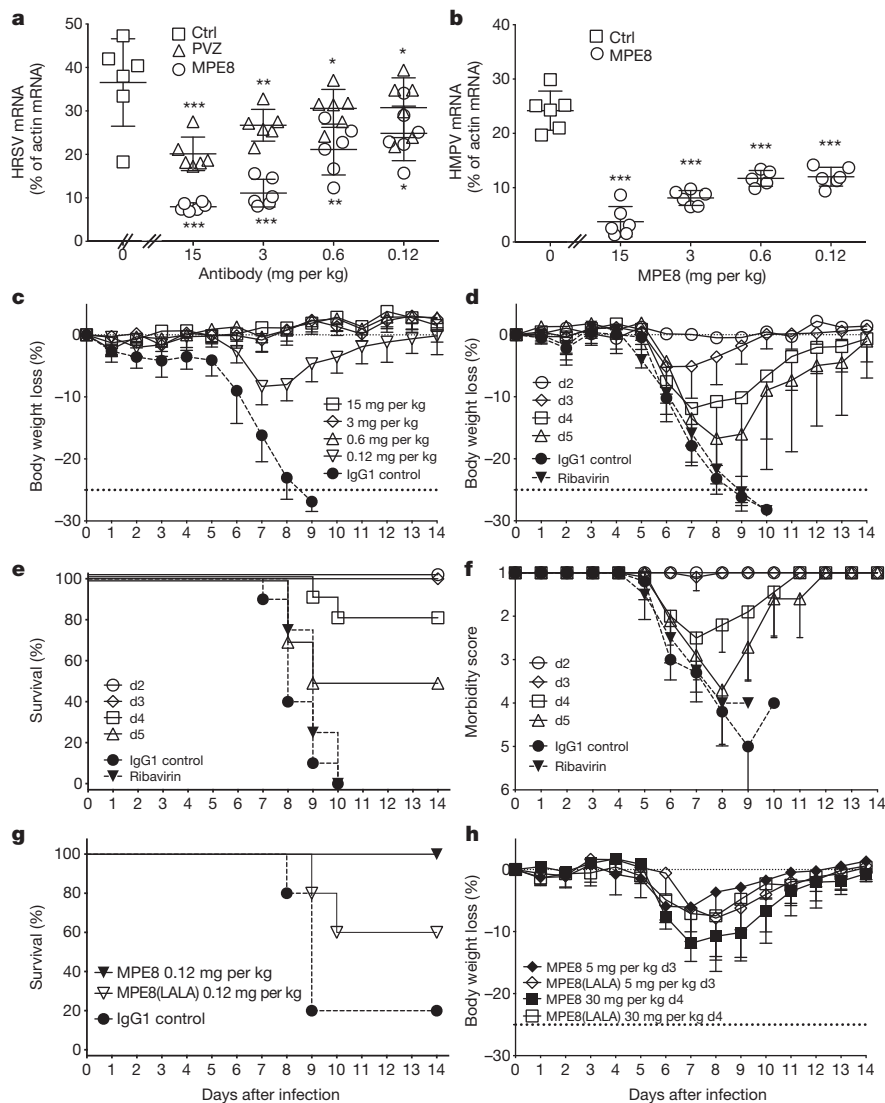 a
HRSV mRNA
(% of actin mRNA)
50
40
30
20
10
0
Ctrl
PVZ
MPE8
***
**
*
*
***
***
**
*
0
15
3
0.6
0.12
Antibody (mg per kg)
b
HMPV mRNA
(% of actin mRNA)
40
30
20
10
0
Ctrl
MPE8
***
***
***
***
0
15
3
0.6
0.12
MPE8 (mg per kg)
c
Body weight loss (%)
0
−10
−20
−30
15 mg per kg
3 mg per kg
0.6 mg per kg
0.12 mg per kg
IgG1 control
0 1 2 3 4 5 6 7 8 9 10 11 12 13 14
d
Body weight loss (%)
0
−10
−20
−30
d2
d3
d4
d5
IgG1 control
Ribavirin
0 1 2 3 4 5 6 7 8 9 10 11 12 13 14
e
Survival (%)
100
80
60
40
20
0
d2
d3
d4
d5
IgG1 control
Ribavirin
0 1 2 3 4 5 6 7 8 9 10 11 12 13 14
f
Morbidity score
1
2
3
4
5
6
d2
d3
d4
d5
IgG1 control
Ribavirin
0 1 2 3 4 5 6 7 8 9 10 11 12 13 14
g
Survival (%)
100
80
60
40
20
0
MPE8 0.12 mg per kg
MPE8(LALA) 0.12 mg per kg
IgG1 control
0 1 2 3 4 5 6 7 8 9 10 11 12 13 14
Days after infection
h
Body weight loss (%)
0
−10
−20
−30
MPE8 5 mg per kg d3
MPE8(LALA) 5 mg per kg d3
MPE8 30 mg per kg d4
MPE8(LALA) 30 mg per kg d4
0 1 2 3 4 5 6 7 8 9 10 11 12 13 14
Days after infection